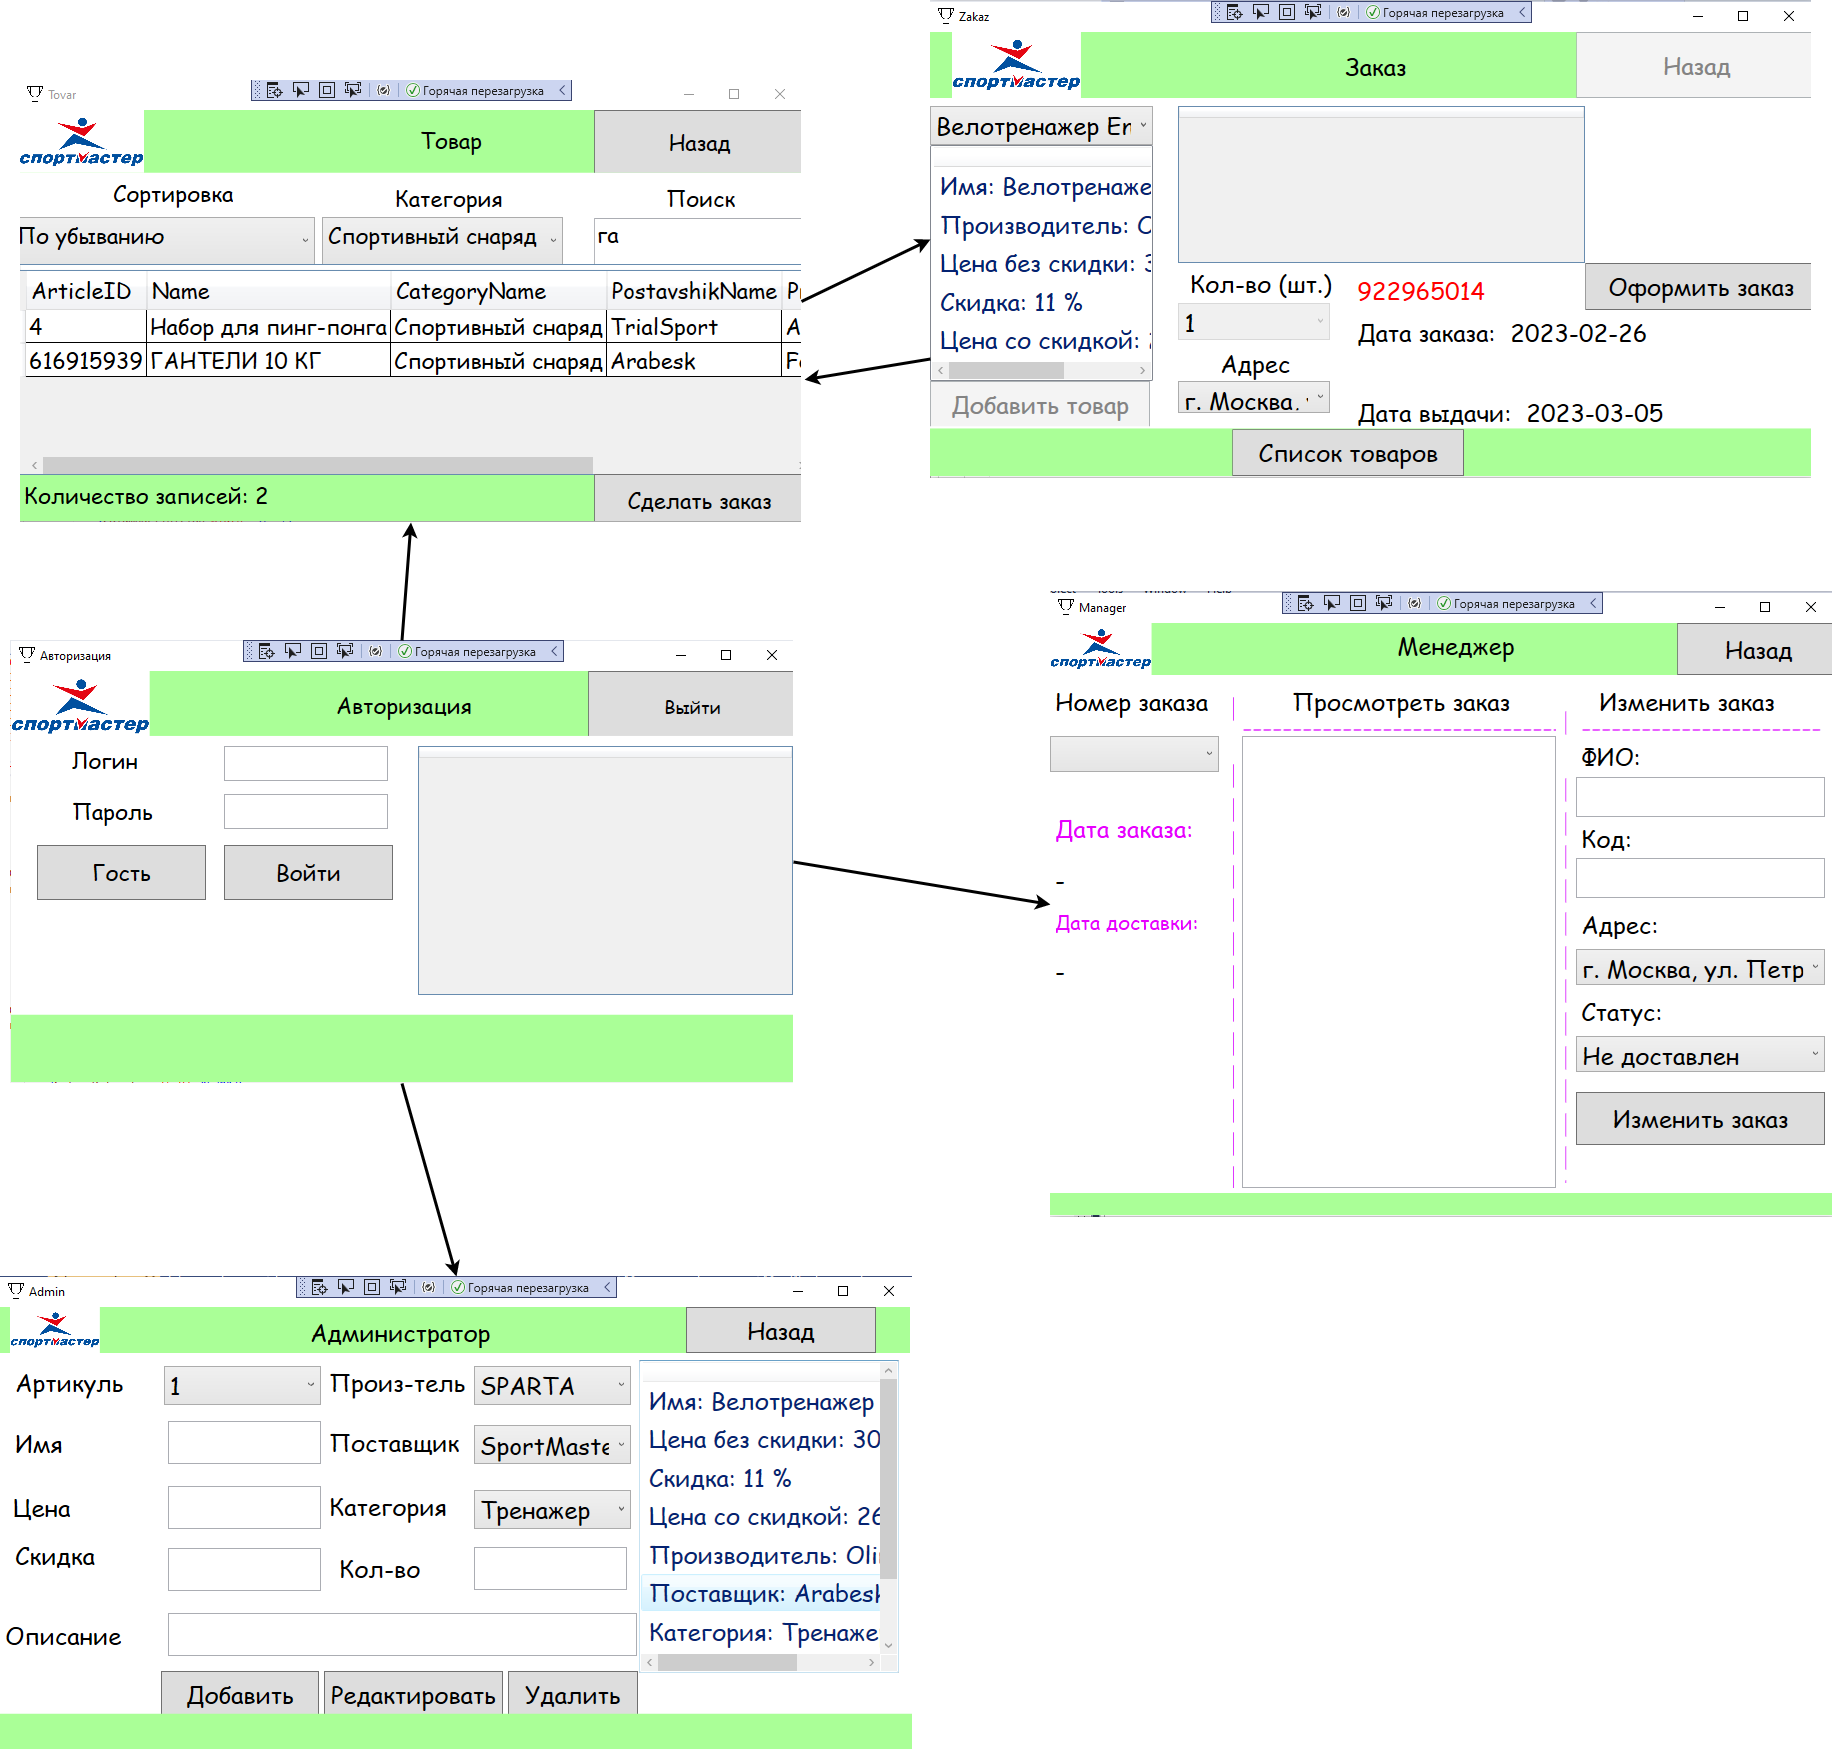 Tovar
Горячая перезагрузка
спортмастер
Товар
Назад
Сортировка
Категория
Поиск
По убыванию
Спортивный снаряд
га
ArticleID Name CategoryName PostavshikName
4 Набор для пинг-понга Спортивный снаряд TrialSport
616915939 ГАНТЕЛИ 10 КГ Спортивный снаряд Arabesk
Количество записей: 2
Сделать заказ
Zakaz
Горячая перезагрузка
спортмастер
Заказ
Назад
Велотренажер En
Имя: Велотренаже
Производитель: O
Цена без скидки: 3
Скидка: 11 %
Цена со скидкой:
Добавить товар
Кол-во (шт.)
1
Адрес
г. Москва,
922965014
Оформить заказ
Дата заказа: 2023-02-26
Дата выдачи: 2023-03-05
Список товаров
Авторизация
Горячая перезагрузка
спортмастер
Авторизация
Выйти
Логин
Пароль
Гость
Войти
Manager
Горячая перезагрузка
спортмастер
Менеджер
Назад
Номер заказа
Просмотреть заказ
Изменить заказ
Дата заказа:
-
Дата доставки:
-
ФИО:
Код:
Адрес:
г. Москва, ул. Петр
Статус:
Не доставлен
Изменить заказ
Admin
Горячая перезагрузка
спортмастер
Администратор
Назад
Артикуль
1
Произ-тель
SPARTA
Имя
Поставщик
SportMaste
Цена
Категория
Тренажер
Скидка
Кол-во
Описание
Имя: Велотренажер
Цена без скидки: 30
Скидка: 11 %
Цена со скидкой: 26
Производитель: Oli
Поставщик: Arabesk
Категория: Тренаже
Добавить
Редактировать
Удалить